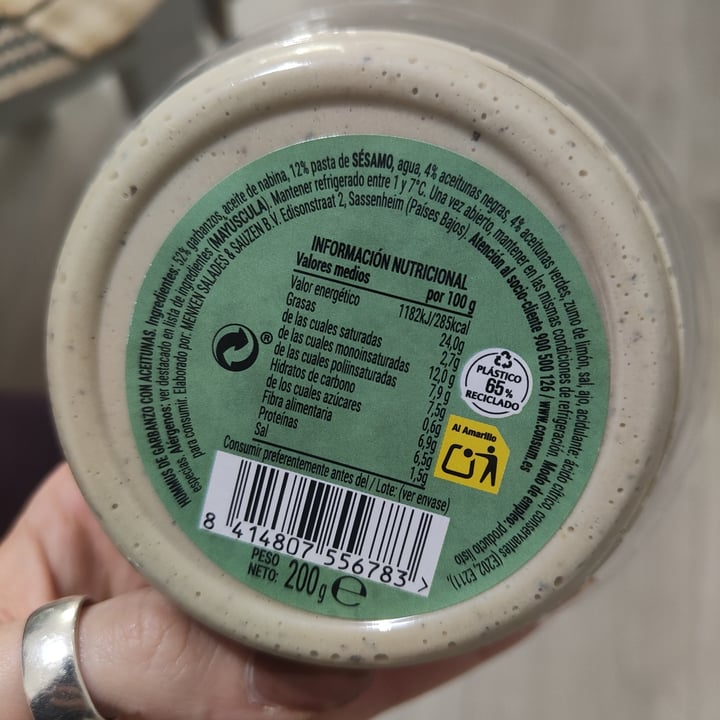 HUMMUS DE GARBANZO CON ACEITUNAS. Ingredientes: 52% garbanzos, aceite de nabina, 12% pasta de SÉSAMO, agua, 4% aceitunas negras, 4% aceitunas verdes, zumo de limón, sal, ajo, acidulante: ácido cítrico, conservantes (E202, E211),
especias. Alérgenos: ver destacado en lista de ingredientes (MAYÚSCULA). Mantener refrigerado entre 1 y 7°C. Una vez abierto, mantener en las mismas condiciones de refrigeración. Modo de empleo: producto listo
para consumir. Elaborado por: MENKEN SALADES & SAUZEN B.V. Edisonstraat 2, Sassenheim (Países Bajos). Atención al socio-cliente 900 500 126 / www.consum.es
INFORMACIÓN NUTRICIONAL
Valores medios por 100 g
Valor energético 1182kJ/285kcal
Grasas 24,0g
de las cuales saturadas 2,7g
de las cuales monoinsaturadas 12,0g
de las cuales poliinsaturadas 7,9g
Hidratos de carbono 7,5g
de los cuales azúcares 0,6g
Fibra alimentaria 6,9g
Proteínas 6,5g
Sal 1,5g
Consumir preferentemente antes del / Lote: (ver envase)
®
PLÁSTICO
65%
RECICLADO
Al Amarillo
8 414807 556783 >
PESO
NETO: 200g e